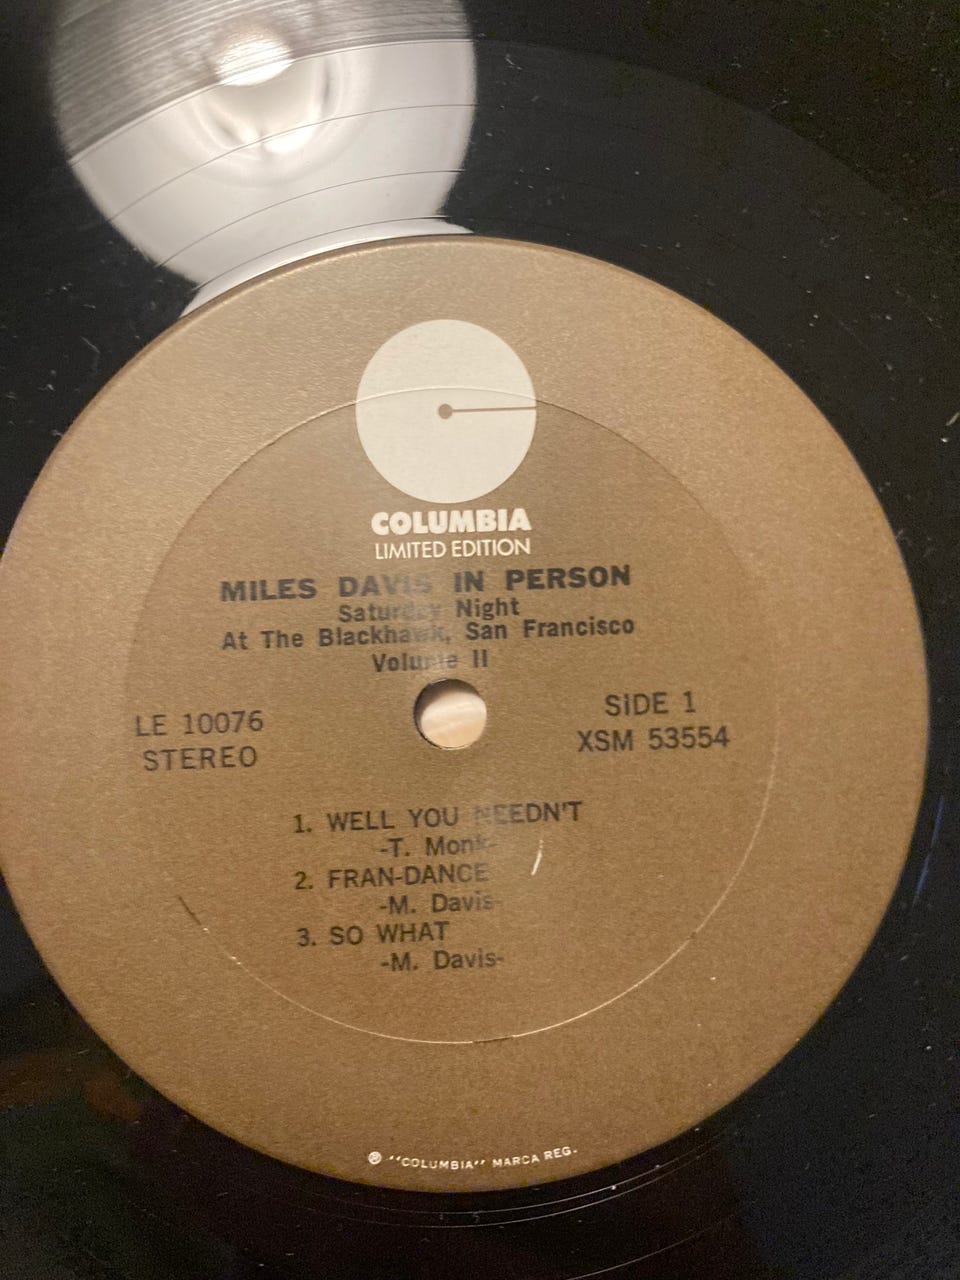 COLUMBIA
LIMITED EDITION
MILES DAVIS IN PERSON
Saturday Night
At The Blackhawk, San Francisco
Volume II
LE 10076
STEREO
SIDE 1
XSM 53554
1. WELL YOU NEEDN'T
-T. Monk-
2. FRAN-DANCE
-M. Davis-
3. SO WHAT
-M. Davis-
® "COLUMBIA" MARCA REG.